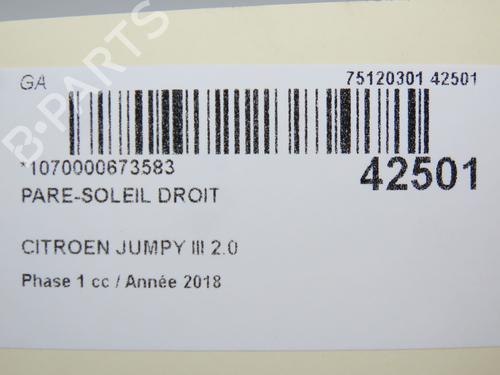 GA 75120301 42501
*1070000673583 42501
PARE-SOLEIL DROIT
CITROEN JUMPY III 2.0
Phase 1 cc / Année 2018
B-PARTS